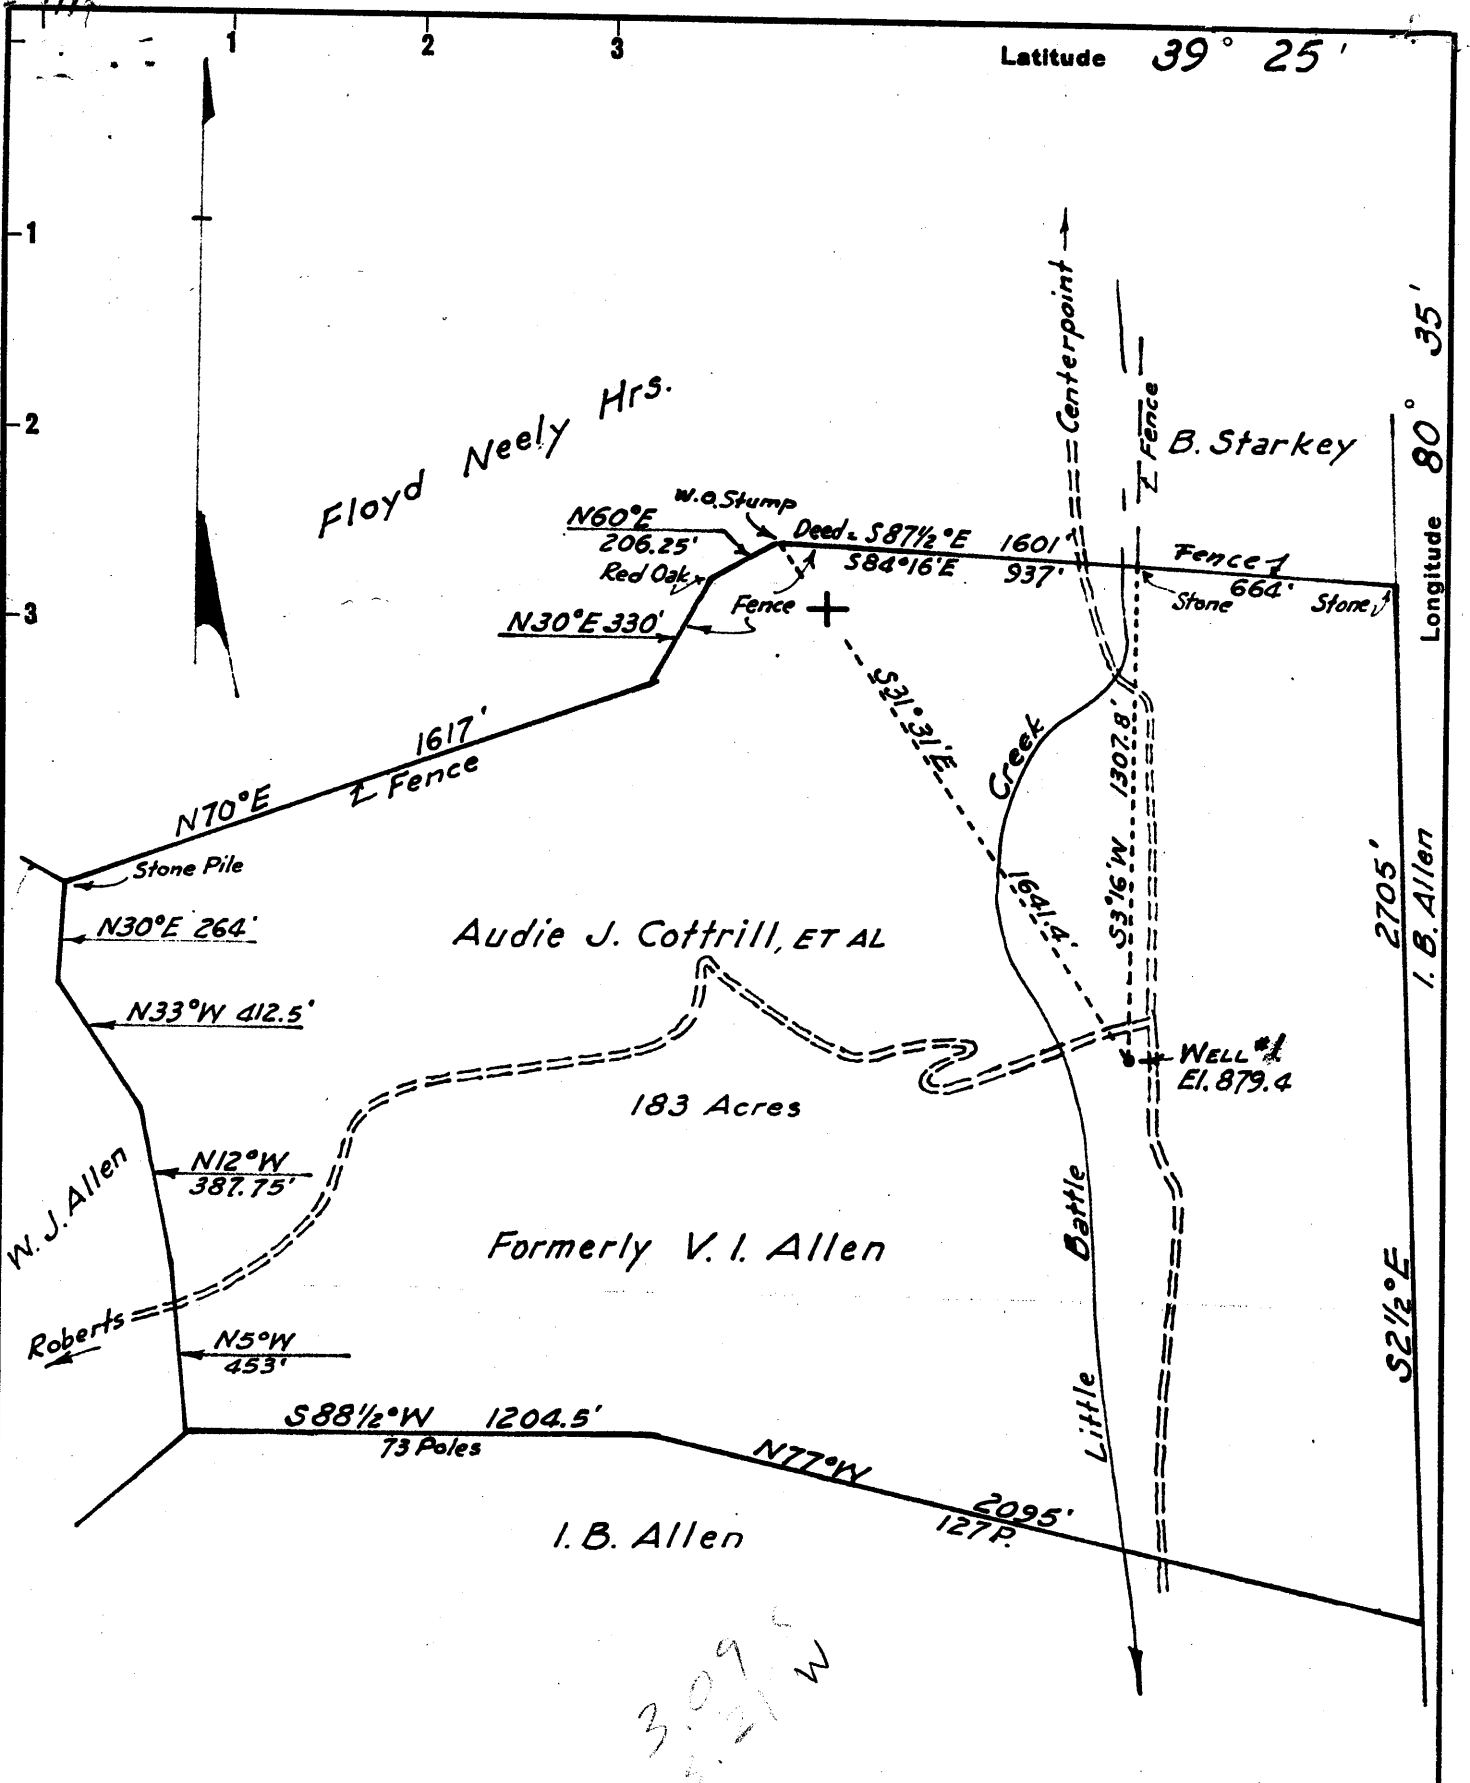 1
2
3
Latitude 39° 25'
1
2
3
Longitude 80° 35'
Centerpoint
Fence
B. Starkey
Floyd Neely Hrs.
W.O. Stump
N60°E
206.25'
Red Oak
Deed = S87½°E 1601'
S84°16'E 937'
Fence
664'
Stone
Stone
Fence
N30°E 330'
S31°31'E
1641.4'
Creek
S3°16'W 1307.8'
1617'
N70°E
Fence
Stone Pile
N30°E 264'
Audie J. Cottrill, ET AL
2705'
I. B. Allen
N33°W 412.5'
WELL #1
El. 879.4
183 Acres
N12°W
387.75'
W. J. Allen
Formerly V. I. Allen
Little Battle
S2½°E
Roberts
N5°W
453'
S88½°W 1204.5'
73 Poles
N77°W
2095'
127 P.
I. B. Allen
3.09
W